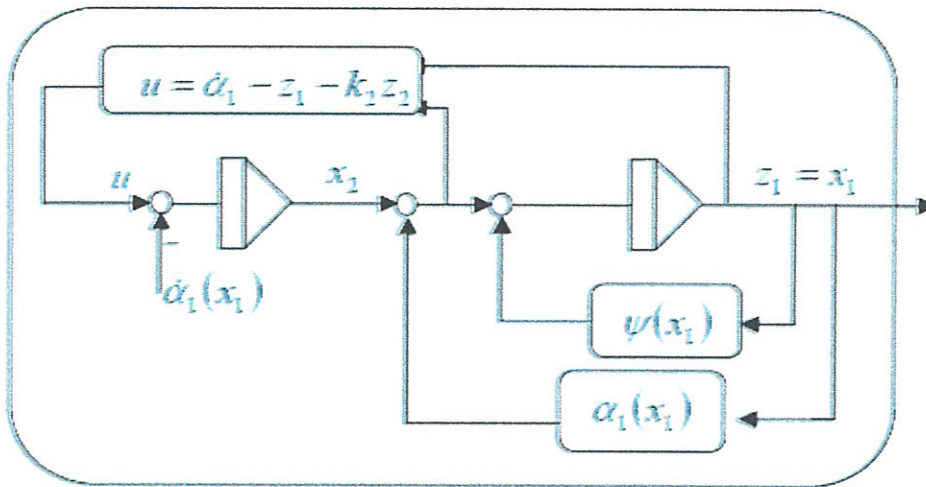 u = α̇₁ − z₁ − k₂z₂
u
x₂
z₁ = x₁
−
α̇₁(x₁)
ψ(x₁)
α₁(x₁)